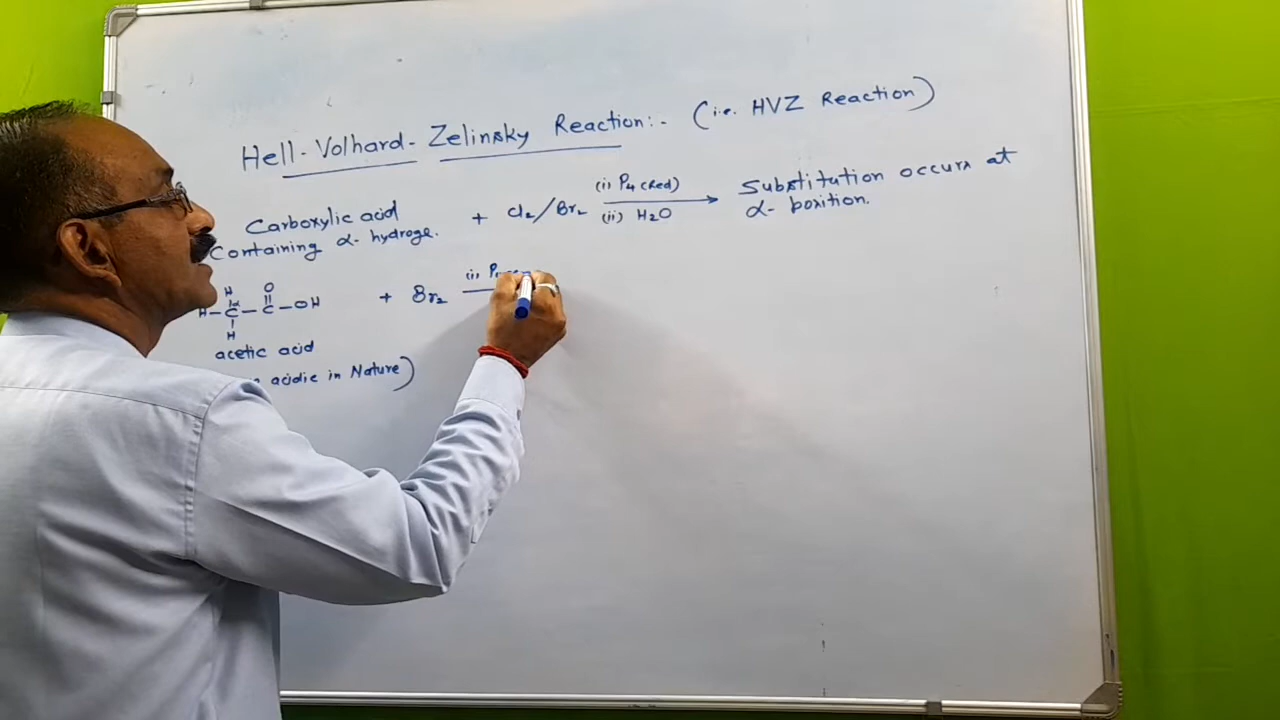 Hell-Volhard-Zelinsky Reaction:- (i.e. HVZ Reaction)
Carboxylic acid Containing α-hydroge. + Cl2/Br2 (i) P4 (Red) (ii) H2O → Substitution occurs at α-position.
H O
H-C-C-OH + Br2 (i)
α
H
acetic acid
acidic in Nature)